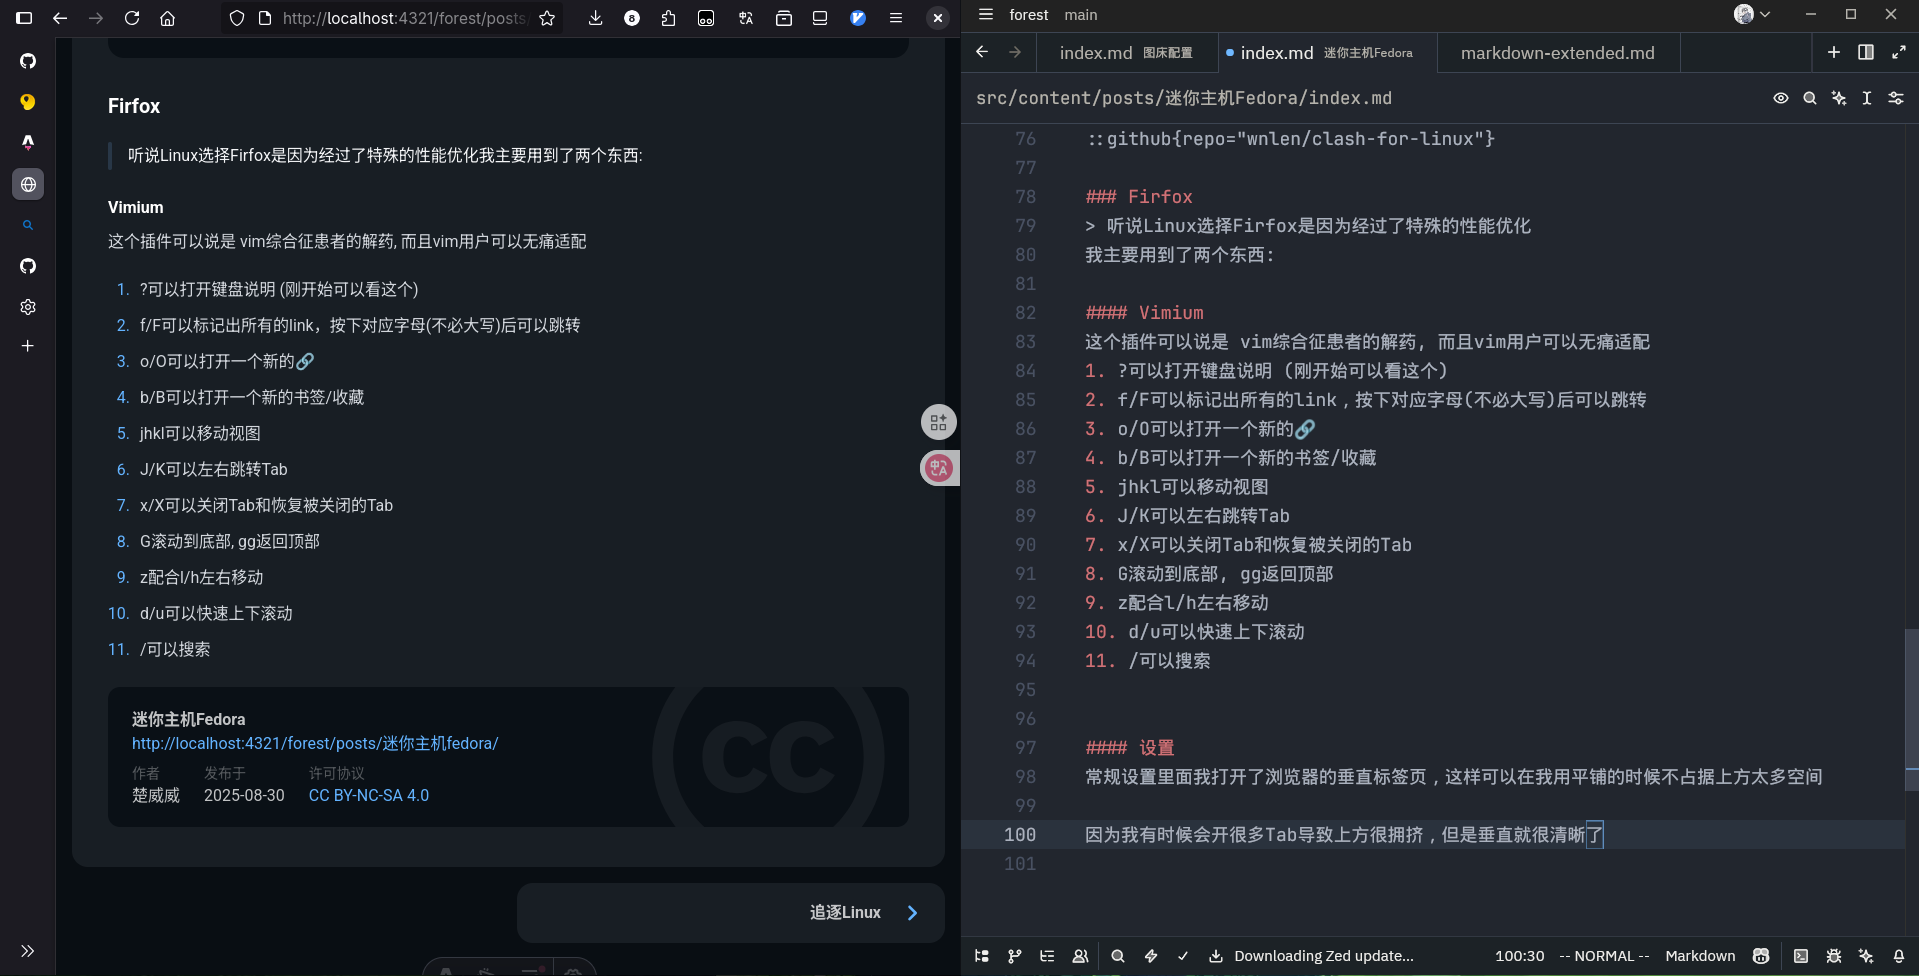 http://localhost:4321/forest/posts/
8
Firfox
听说Linux选择Firfox是因为经过了特殊的性能优化我主要用到了两个东西:
Vimium
这个插件可以说是 vim综合征患者的解药, 而且vim用户可以无痛适配
1. ?可以打开键盘说明 (刚开始可以看这个)
2. f/F可以标记出所有的link，按下对应字母(不必大写)后可以跳转
3. o/O可以打开一个新的🔗
4. b/B可以打开一个新的书签/收藏
5. jhkl可以移动视图
6. J/K可以左右跳转Tab
7. x/X可以关闭Tab和恢复被关闭的Tab
8. G滚动到底部, gg返回顶部
9. z配合l/h左右移动
10. d/u可以快速上下滚动
11. /可以搜索
迷你主机Fedora
http://localhost:4321/forest/posts/迷你主机fedora/
作者 发布于 许可协议
楚威威 2025-08-30 CC BY-NC-SA 4.0
cc
追逐Linux
forest main
index.md 图床配置 index.md 迷你主机Fedora markdown-extended.md
src/content/posts/迷你主机Fedora/index.md
76 ::github{repo="wnlen/clash-for-linux"}
77
78 ### Firfox
79 > 听说Linux选择Firfox是因为经过了特殊的性能优化
80 我主要用到了两个东西:
81
82 #### Vimium
83 这个插件可以说是 vim综合征患者的解药, 而且vim用户可以无痛适配
84 1. ?可以打开键盘说明 (刚开始可以看这个)
85 2. f/F可以标记出所有的link，按下对应字母(不必大写)后可以跳转
86 3. o/O可以打开一个新的🔗
87 4. b/B可以打开一个新的书签/收藏
88 5. jhkl可以移动视图
89 6. J/K可以左右跳转Tab
90 7. x/X可以关闭Tab和恢复被关闭的Tab
91 8. G滚动到底部, gg返回顶部
92 9. z配合l/h左右移动
93 10. d/u可以快速上下滚动
94 11. /可以搜索
95
96
97 #### 设置
98 常规设置里面我打开了浏览器的垂直标签页，这样可以在我用平铺的时候不占据上方太多空间
99
100 因为我有时候会开很多Tab导致上方很拥挤，但是垂直就很清晰了
101
Downloading Zed update... 100:30 -- NORMAL -- Markdown